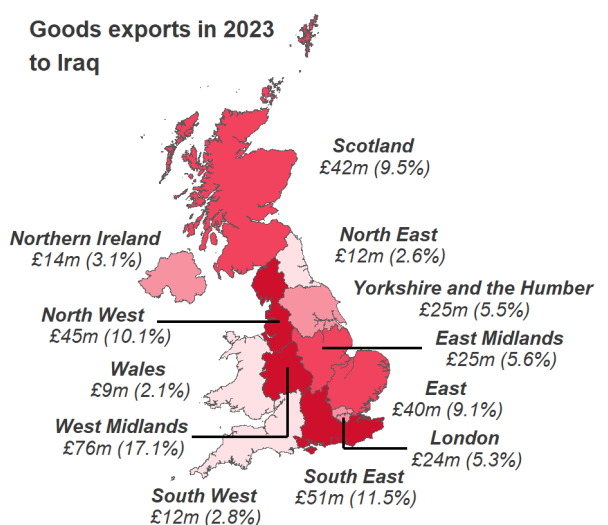 Goods exports in 2023
to Iraq
Scotland
£42m (9.5%)
Northern Ireland
£14m (3.1%)
North East
£12m (2.6%)
Yorkshire and the Humber
£25m (5.5%)
North West
£45m (10.1%)
East Midlands
£25m (5.6%)
Wales
£9m (2.1%)
East
£40m (9.1%)
West Midlands
£76m (17.1%)
London
£24m (5.3%)
South East
£51m (11.5%)
South West
£12m (2.8%)